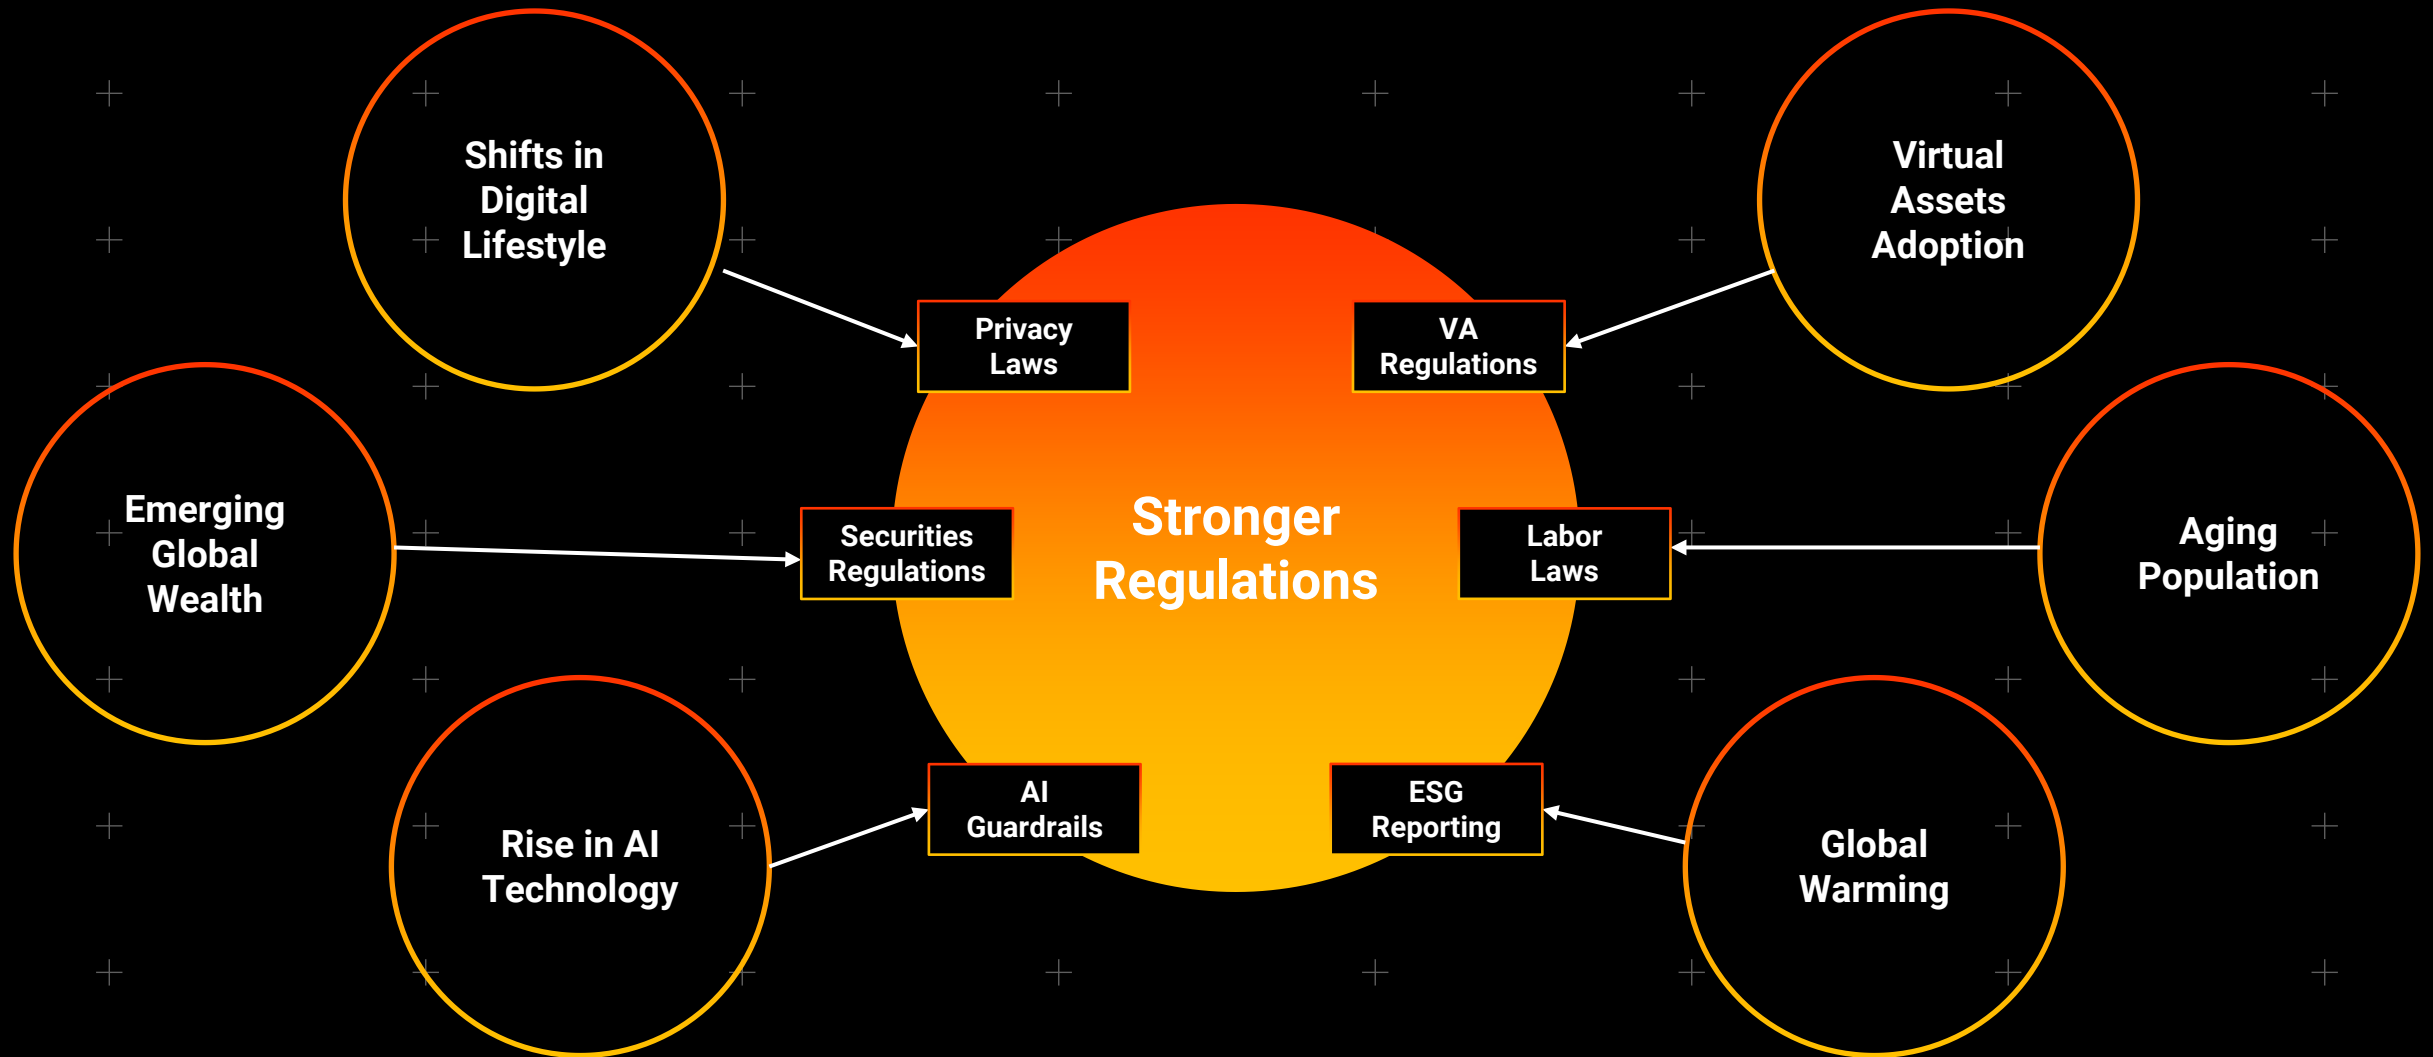 Shifts in
Digital
Lifestyle
Virtual
Assets
Adoption
Privacy
Laws
VA
Regulations
Emerging
Global
Wealth
Securities
Regulations
Stronger
Regulations
Labor
Laws
Aging
Population
AI
Guardrails
ESG
Reporting
Rise in AI
Technology
Global
Warming